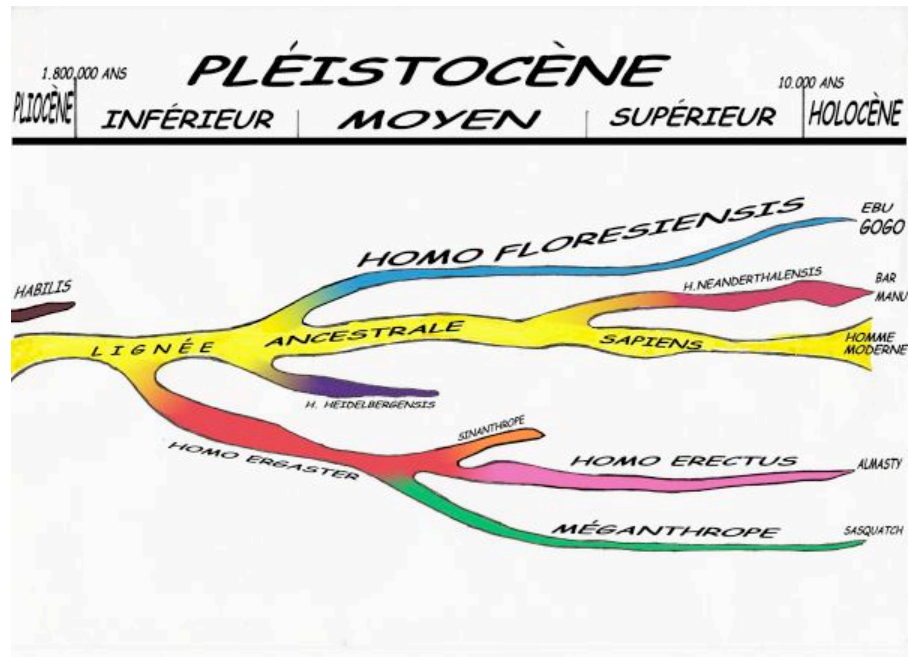 PLÉISTOCÈNE
1.800.000 ANS
10.000 ANS
PLIOCÈNE
INFÉRIEUR
MOYEN
SUPÉRIEUR
HOLOCÈNE
HOMO FLORESIENSIS
EBU
GOGO
HABILIS
H.NEANDERTHALENSIS
BAR
MANU
LIGNÉE
ANCESTRALE
SAPIENS
HOMME
MODERNE
H. HEIDELBERGENSIS
HOMO ERGASTER
SINANTHROPE
HOMO ERECTUS
ALMASTY
MÉGANTHROPE
SASQUATCH